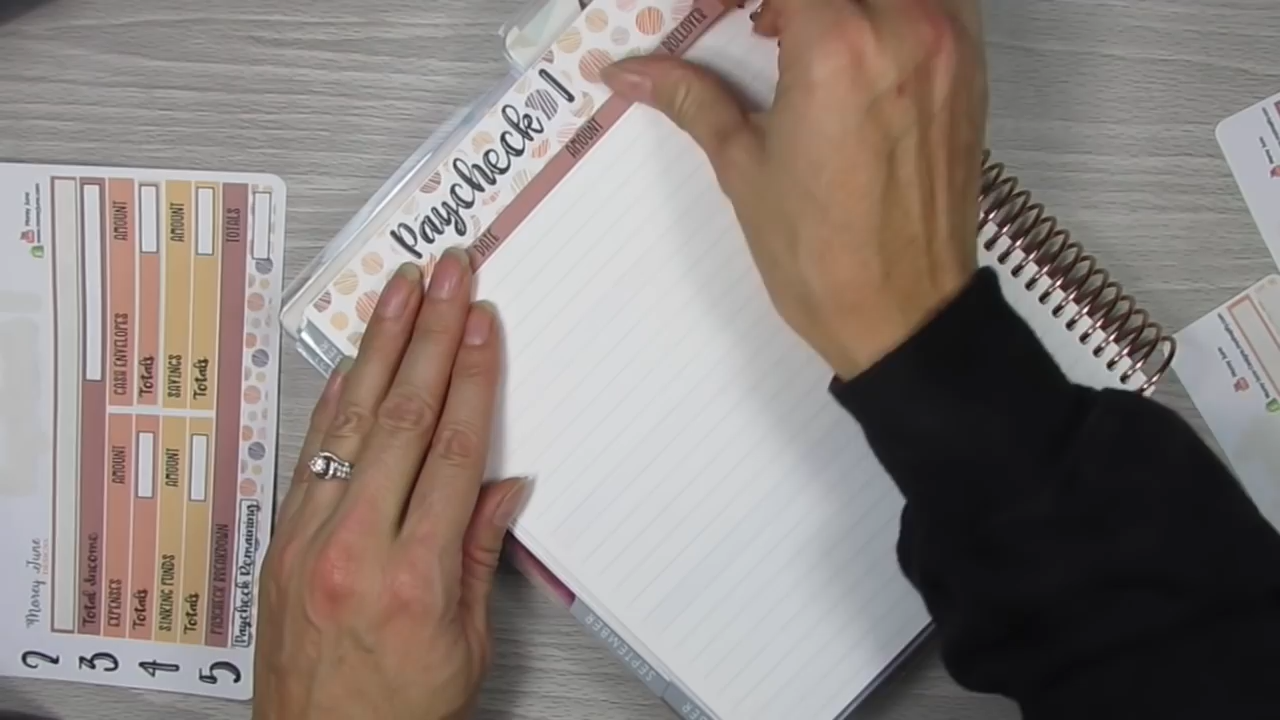 Paycheck #1
DATE AMOUNT ROLLOVER
Money June
Total Income
EXPENSES AMOUNT CASH ENVELOPES AMOUNT
Totals Totals
SINKING FUNDS AMOUNT SAVINGS AMOUNT
Totals Totals
PAYCHECK BREAKDOWN TOTALS
Paycheck Remaining
2
3
4
5
SEPTEMBER